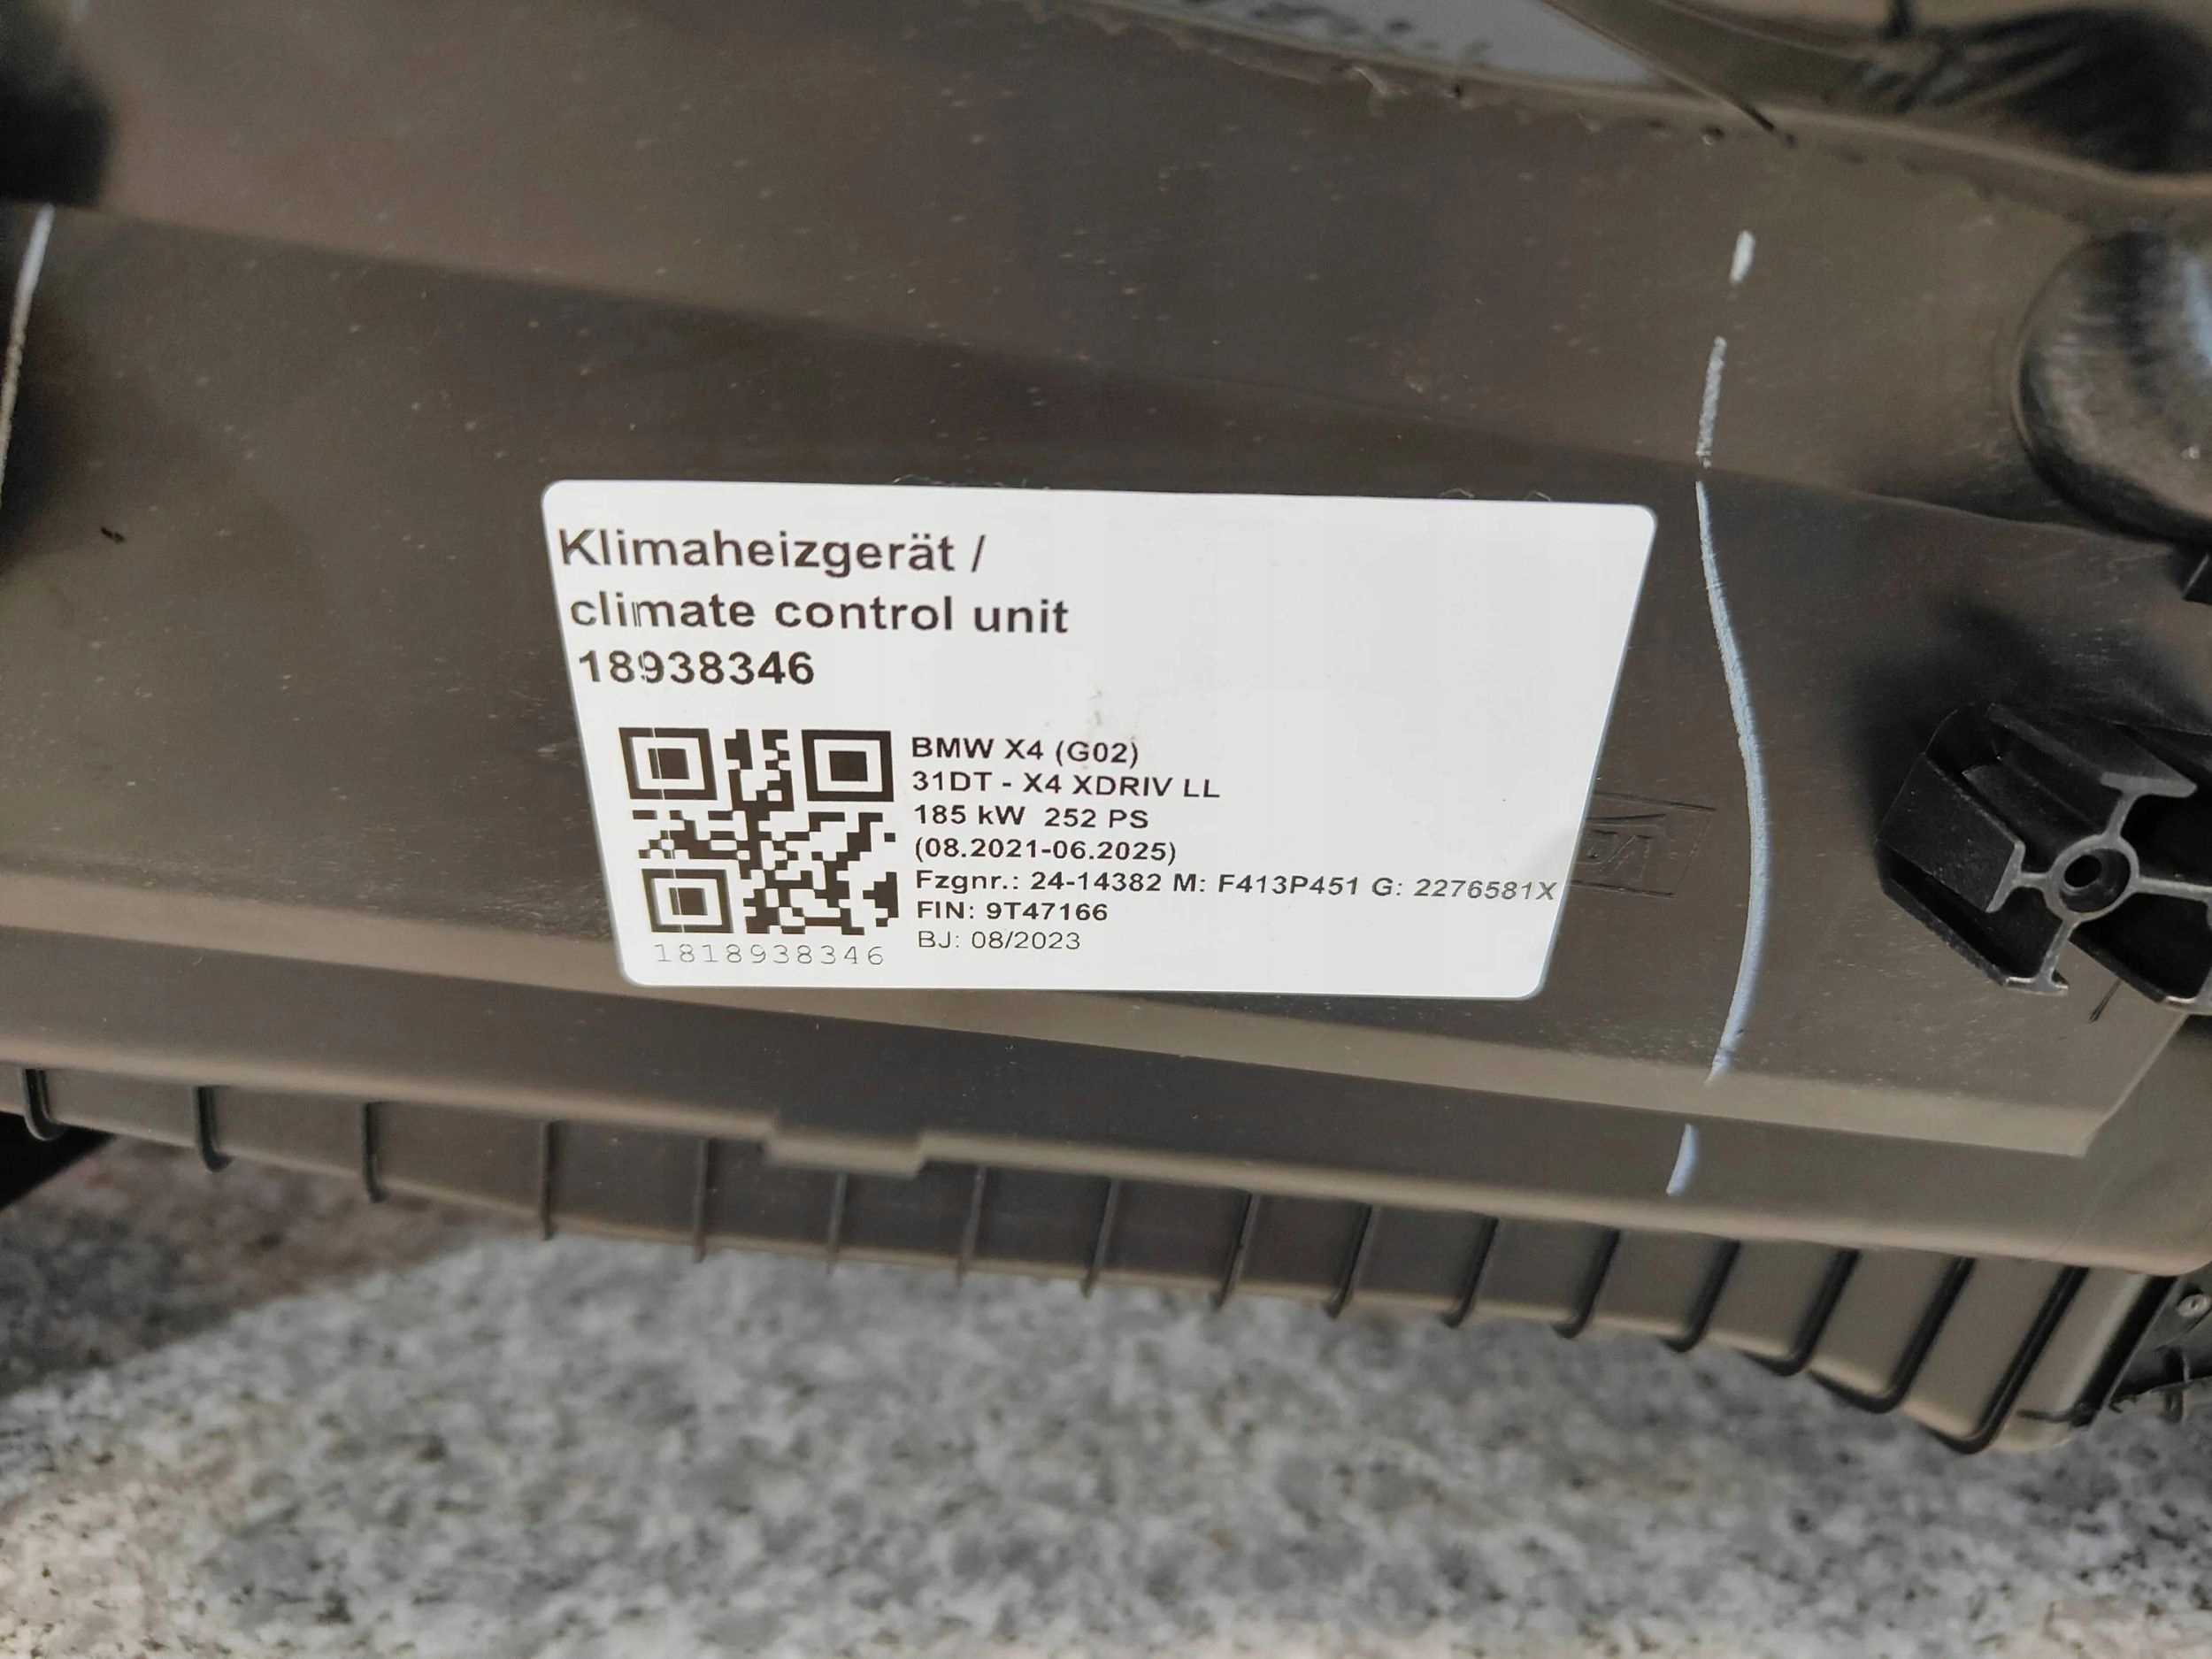 Klimaheizgerät /
climate control unit
18938346
BMW X4 (G02)
31DT - X4 XDRIV LL
185 kW 252 PS
(08.2021-06.2025)
Fzgnr.: 24-14382 M: F413P451 G: 2276581X
FIN: 9T47166
BJ: 08/2023
1818938346